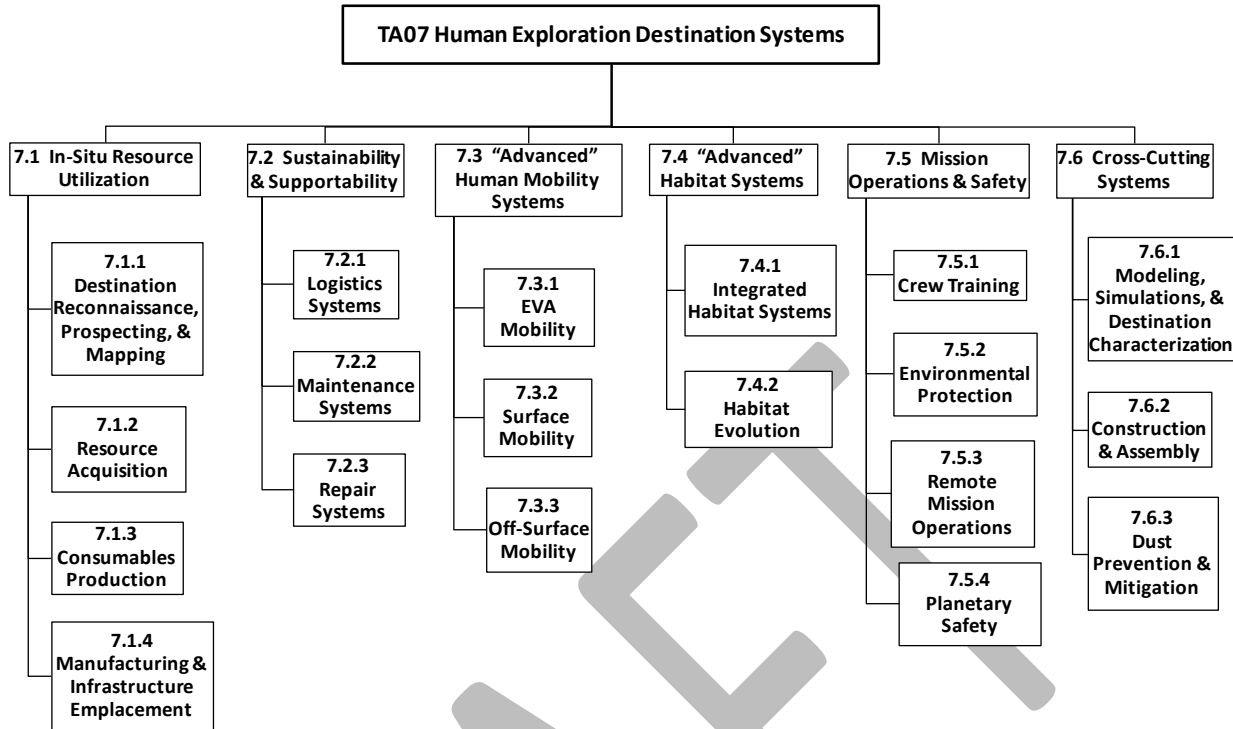 TA07 Human Exploration Destination Systems
7.1 In-Situ Resource
Utilization
7.1.1
Destination
Reconnaissance,
Prospecting, &
Mapping
7.1.2
Resource
Acquisition
7.1.3
Consumables
Production
7.1.4
Manufacturing &
Infrastructure
Emplacement
7.2 Sustainability
& Supportability
7.2.1
Logistics
Systems
7.2.2
Maintenance
Systems
7.2.3
Repair
Systems
7.3 “Advanced”
Human Mobility
Systems
7.3.1
EVA
Mobility
7.3.2
Surface
Mobility
7.3.3
Off-Surface
Mobility
7.4 “Advanced”
Habitat Systems
7.4.1
Integrated
Habitat Systems
7.4.2
Habitat
Evolution
7.5 Mission
Operations & Safety
7.5.1
Crew Training
7.5.2
Environmental
Protection
7.5.3
Remote
Mission
Operations
7.5.4
Planetary
Safety
7.6 Cross-Cutting
Systems
7.6.1
Modeling,
Simulations, &
Destination
Characterization
7.6.2
Construction
& Assembly
7.6.3
Dust
Prevention &
Mitigation